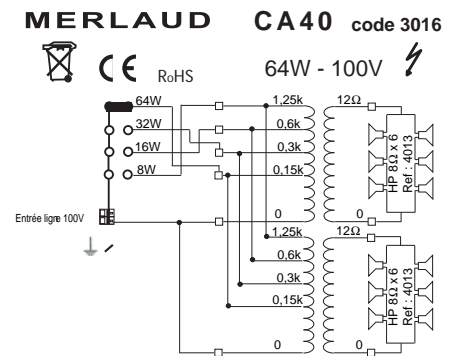 MERLAUD CA40 code 3016
CE RoHS 64W - 100V
64W 1,25k 12Ω
32W 0,6k
16W 0,3k
8W 0,15k
HP 8Ω x 6
Ref : 4013
Entrée ligne 100V 0 0
1,25k 12Ω
0,6k
0,3k
0,15k
HP 8Ω x 6
Ref : 4013
0 0